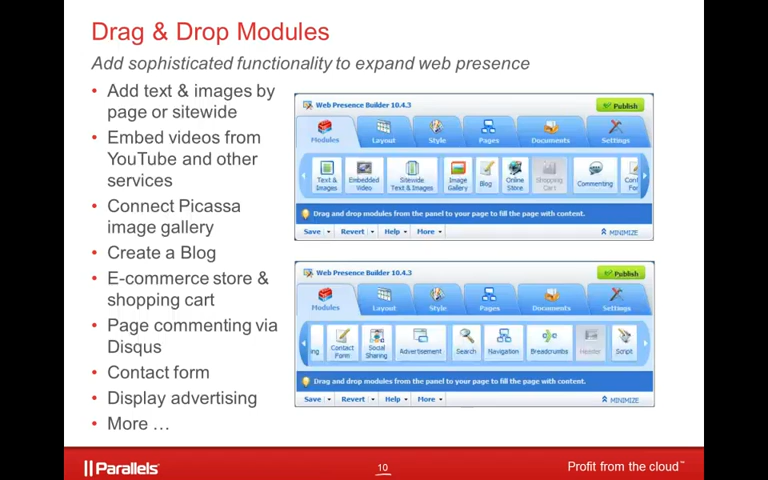 Drag & Drop Modules
Add sophisticated functionality to expand web presence
• Add text & images by
page or sitewide
• Embed videos from
YouTube and other
services
• Connect Picassa
image gallery
• Create a Blog
• E-commerce store &
shopping cart
• Page commenting via
Disqus
• Contact form
• Display advertising
• More …
Web Presence Builder 10.4.3
Publish
Modules Layout Style Pages Documents Settings
Text & Images
Embedded Video
Sitewide Text & Images
Image Gallery
Blog
Online Store
Shopping Cart
Commenting
Drag and drop modules from the panel to your page to fill the page with content.
Save Revert Help More MINIMIZE
Web Presence Builder 10.4.3
Publish
Modules Layout Style Pages Documents Settings
ing
Contact Form
Social Sharing
Advertisement
Search
Navigation
Breadcrumbs
Header
Script
Drag and drop modules from the panel to your page to fill the page with content.
Save Revert Help More MINIMIZE
Parallels
10
Profit from the cloud™